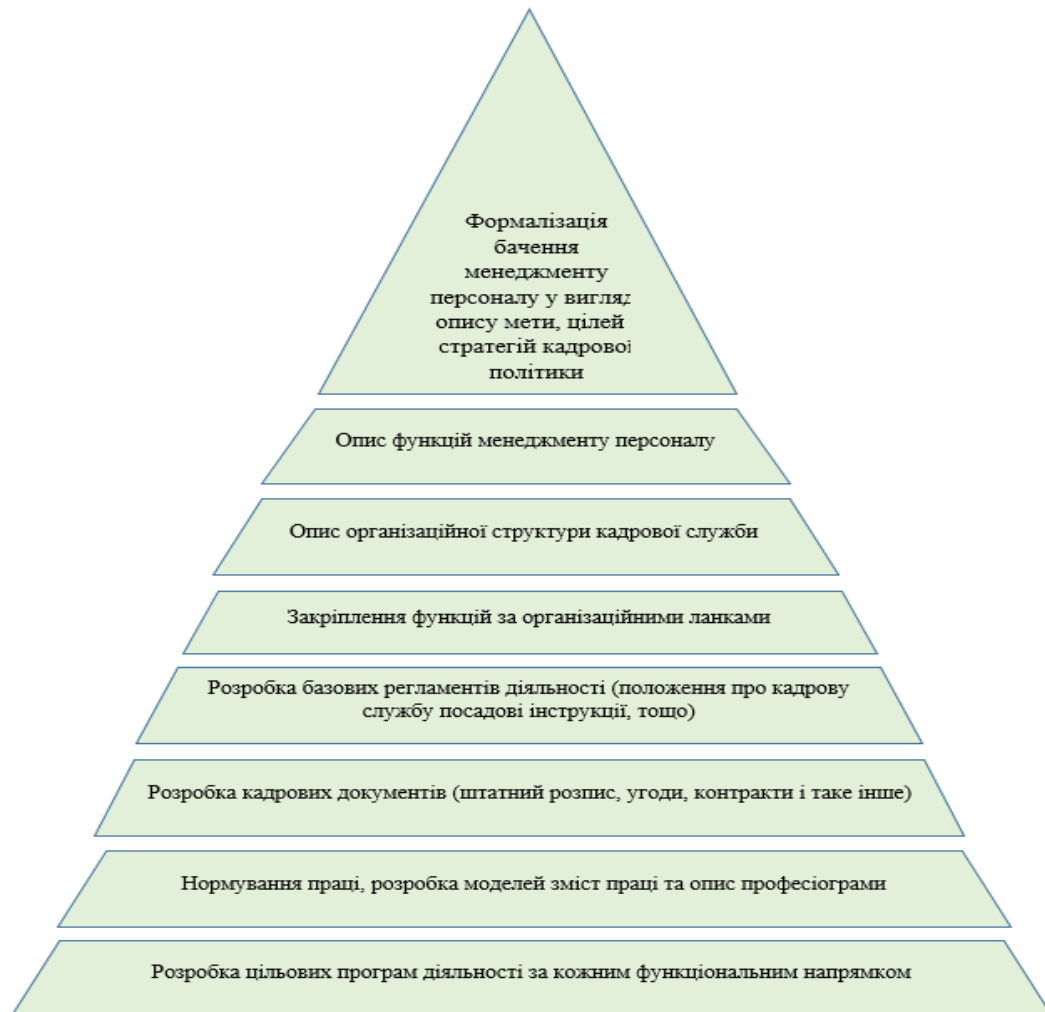 Формалізація
бачення
менеджменту
персоналу у вигляд
опису мети, цілей
стратегій кадрової
політики
Опис функцій менеджменту персоналу
Опис організаційної структури кадрової служби
Закріплення функцій за організаційними ланками
Розробка базових регламентів діяльності (положення про кадрову
службу посадові інструкції, тощо)
Розробка кадрових документів (штатний розпис, угоди, контракти і таке інше)
Нормування праці, розробка моделей зміст праці та опис професіограми
Розробка цільових програм діяльності за кожним функціональним напрямком